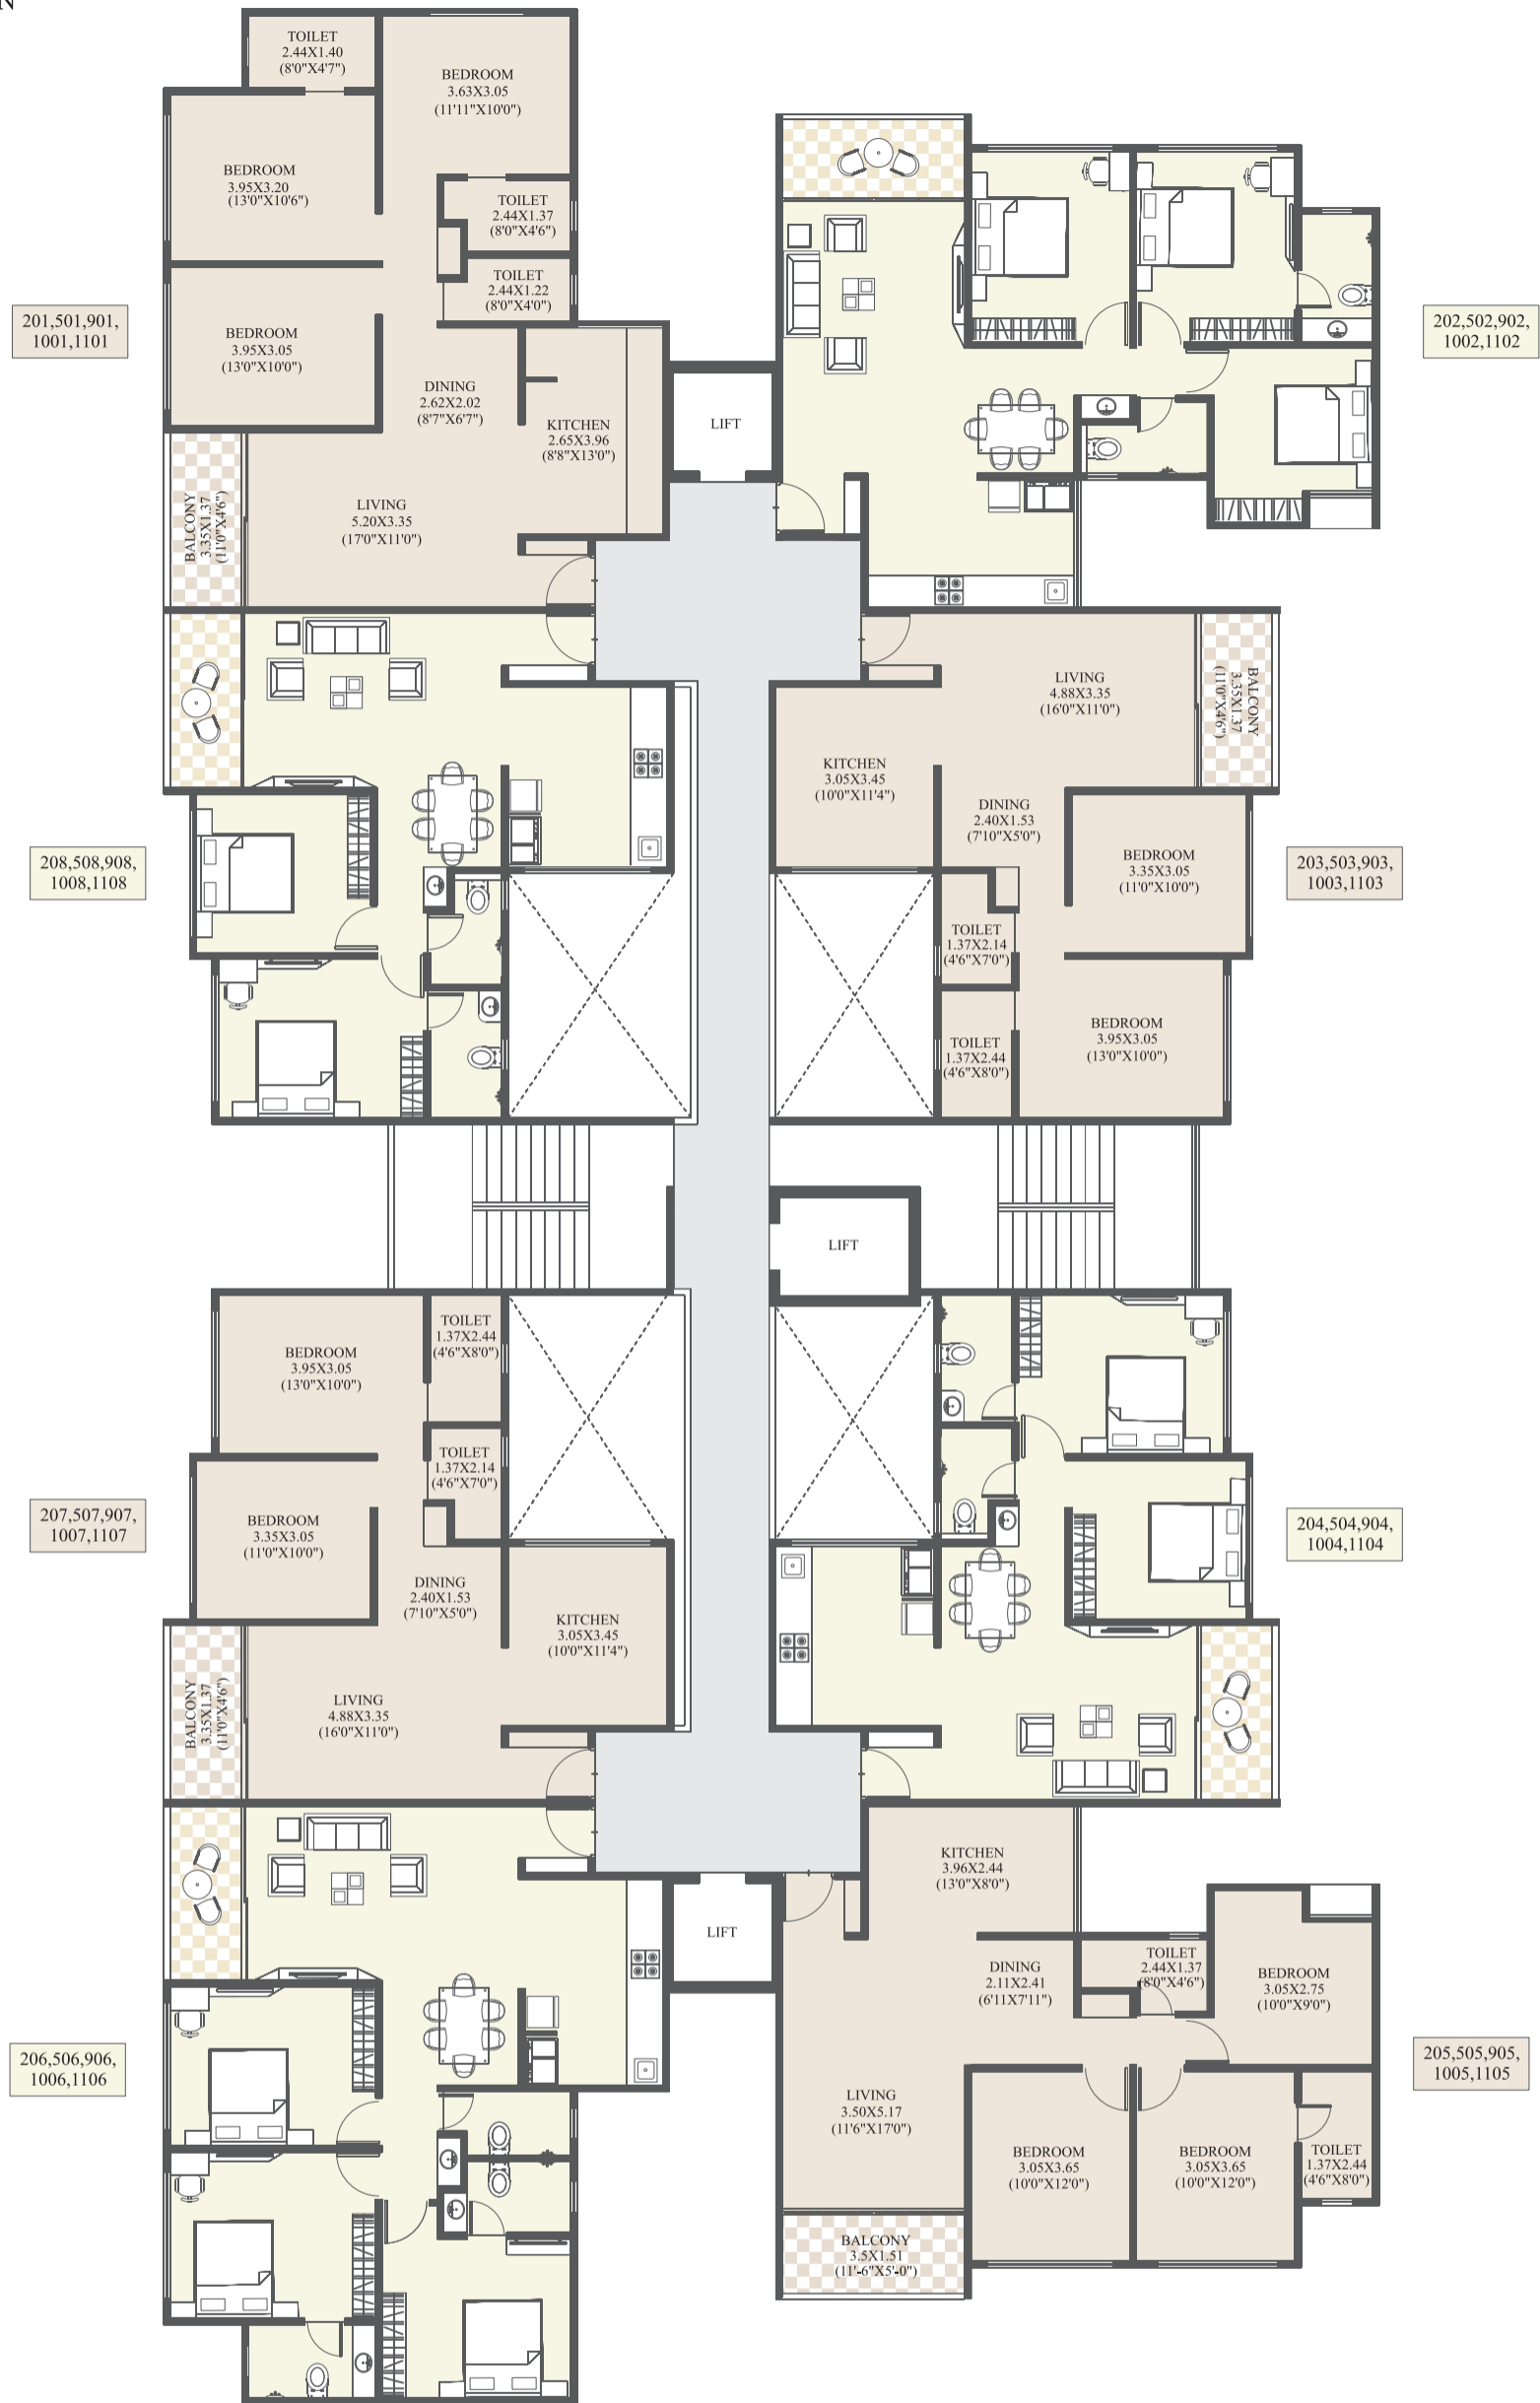 N
TOILET
2.44X1.40
(8'0"X4'7")
BEDROOM
3.63X3.05
(11'11"X10'0")
BEDROOM
3.95X3.20
(13'0"X10'6")
TOILET
2.44X1.37
(8'0"X4'6")
TOILET
2.44X1.22
(8'0"X4'0")
201,501,901,
1001,1101
BEDROOM
3.95X3.05
(13'0"X10'0")
DINING
2.62X2.02
(8'7"X6'7")
KITCHEN
2.65X3.96
(8'8"X13'0")
LIFT
202,502,902,
1002,1102
BALCONY
3.35X1.37
(11'0"X4'6")
LIVING
5.20X3.35
(17'0"X11'0")
LIVING
4.88X3.35
(16'0"X11'0")
BALCONY
3.35X1.37
(11'0"X4'6")
KITCHEN
3.05X3.45
(10'0"X11'4")
DINING
2.40X1.53
(7'10"X5'0")
208,508,908,
1008,1108
BEDROOM
3.35X3.05
(11'0"X10'0")
203,503,903,
1003,1103
TOILET
1.37X2.14
(4'6"X7'0")
TOILET
1.37X2.44
(4'6"X8'0")
BEDROOM
3.95X3.05
(13'0"X10'0")
LIFT
BEDROOM
3.95X3.05
(13'0"X10'0")
TOILET
1.37X2.44
(4'6"X8'0")
TOILET
1.37X2.14
(4'6"X7'0")
207,507,907,
1007,1107
BEDROOM
3.35X3.05
(11'0"X10'0")
204,504,904,
1004,1104
DINING
2.40X1.53
(7'10"X5'0")
KITCHEN
3.05X3.45
(10'0"X11'4")
BALCONY
3.35X1.37
(11'0"X4'6")
LIVING
4.88X3.35
(16'0"X11'0")
KITCHEN
3.96X2.44
(13'0"X8'0")
LIFT
DINING
2.11X2.41
(6'11X7'11")
TOILET
2.44X1.37
(8'0"X4'6")
BEDROOM
3.05X2.75
(10'0"X9'0")
206,506,906,
1006,1106
205,505,905,
1005,1105
LIVING
3.50X5.17
(11'6"X17'0")
BEDROOM
3.05X3.65
(10'0"X12'0")
BEDROOM
3.05X3.65
(10'0"X12'0")
TOILET
1.37X2.44
(4'6"X8'0")
BALCONY
3.5X1.51
(11'-6"X5'-0")